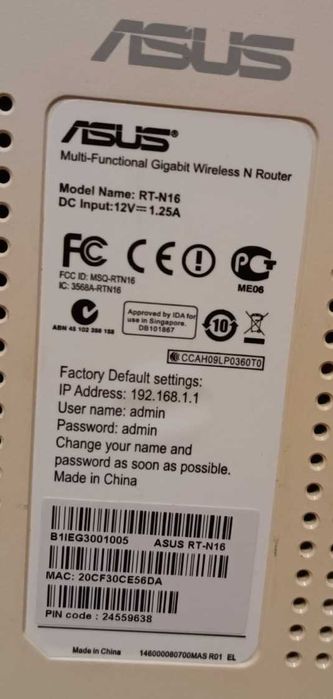 ASUS
ASUS®
Multi-Functional Gigabit Wireless N Router
Model Name: RT-N16
DC Input:12V⎓1.25A
FC CE
FCC ID: MSQ-RTN16
IC: 3568A-RTN16
ME06
ABN 45 102 388 188
Approved by IDA for
use in Singapore.
DB101867
10
CCAH09LP0360T0
Factory Default settings:
IP Address: 192.168.1.1
User name: admin
Password: admin
Change your name and
password as soon as possible.
Made in China
B1IEG3001005 ASUS RT-N16
MAC: 20CF30CE56DA
PIN code : 24559638
Made in China 146000080700MAS R01 EL